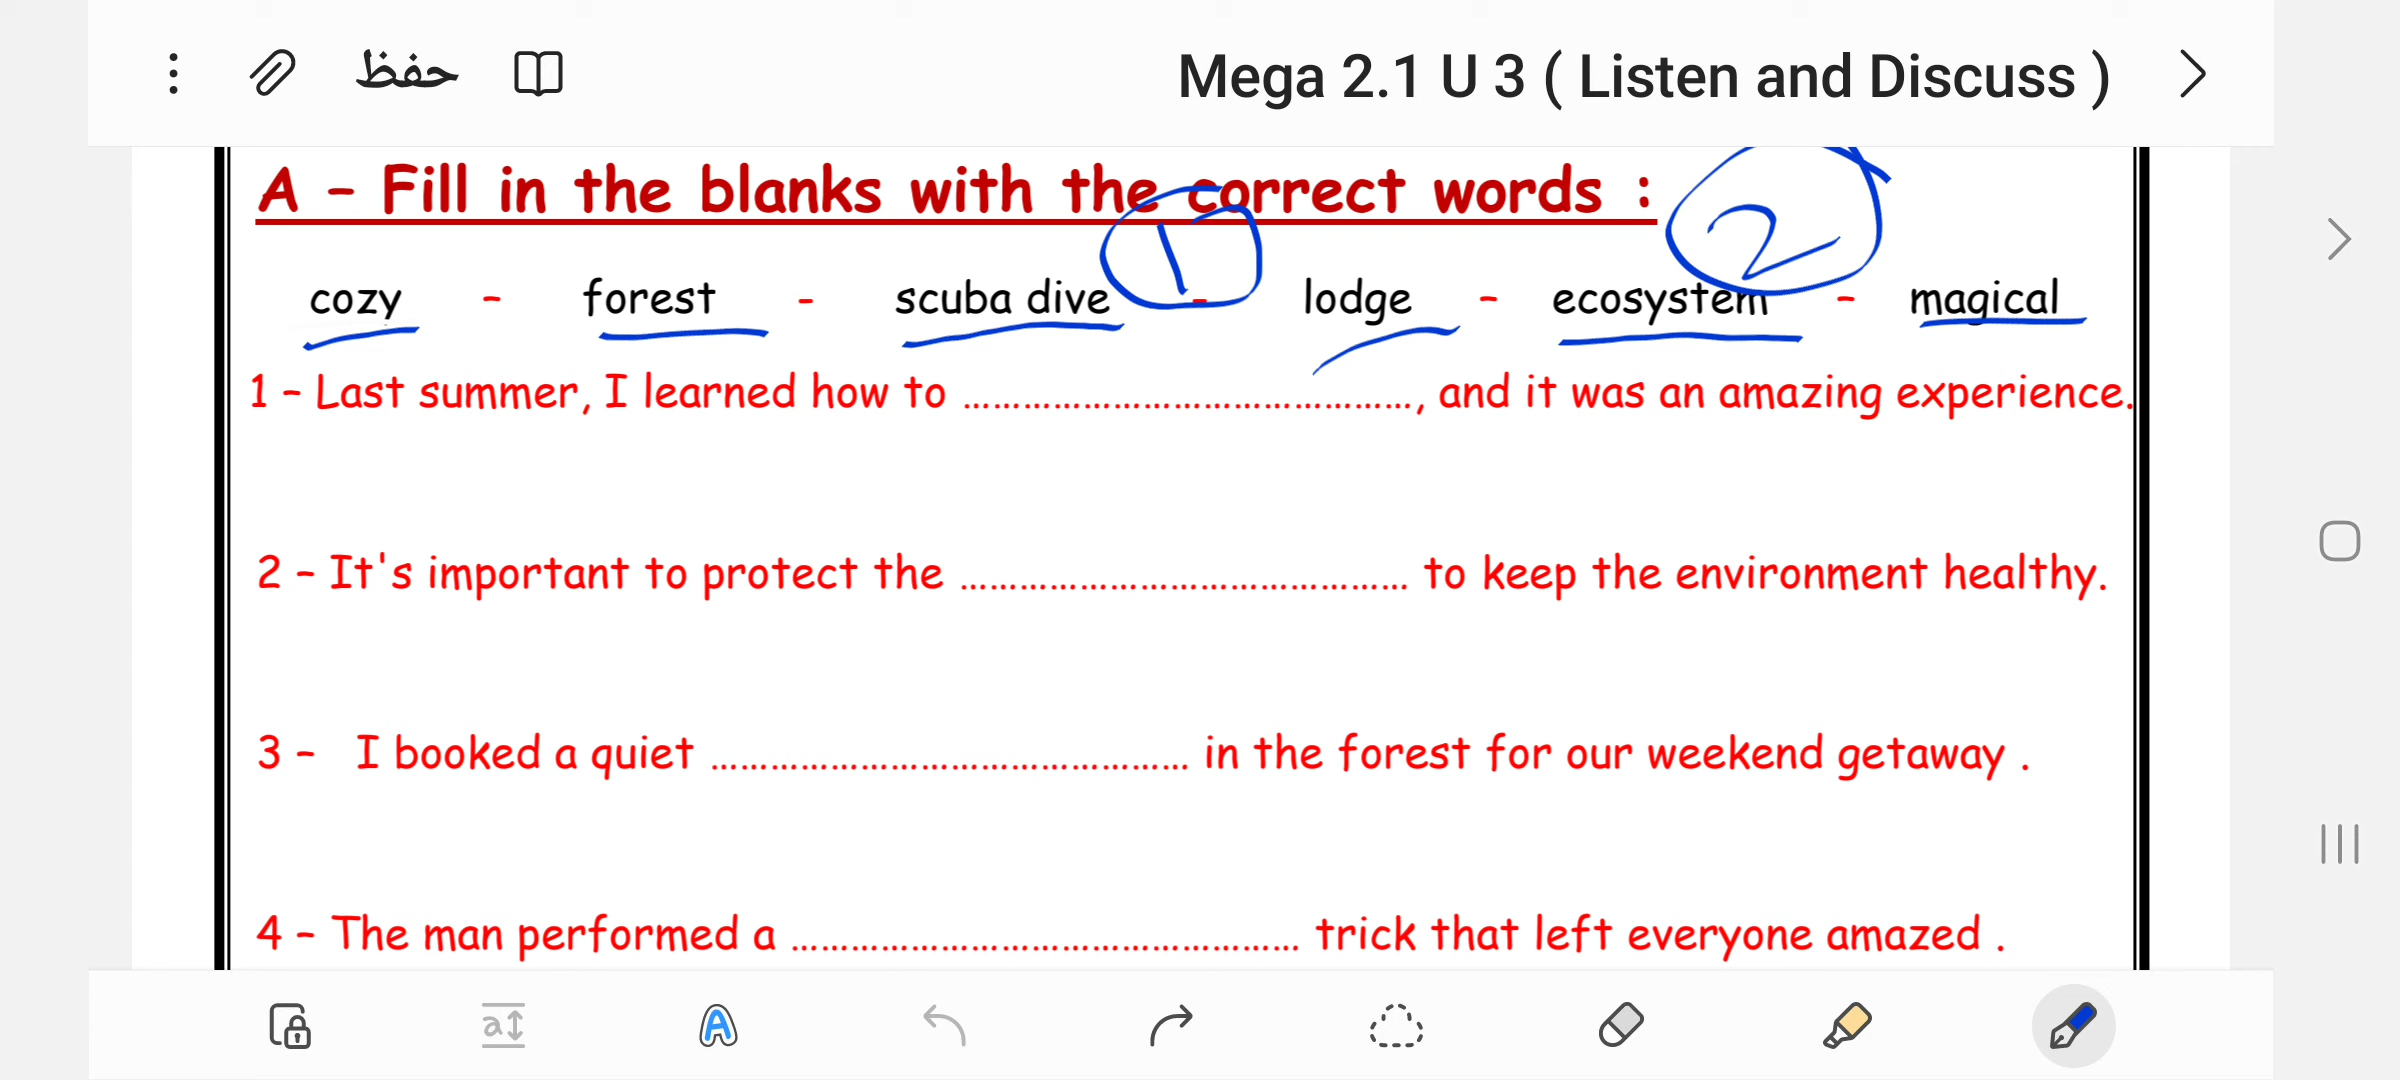 حفظ Mega 2.1 U 3 ( Listen and Discuss )
A - Fill in the blanks with the correct words :
1 2
cozy - forest - scuba dive - lodge - ecosystem - magical
1 - Last summer, I learned how to ……………………………………, and it was an amazing experience.
2 - It's important to protect the …………………………………… to keep the environment healthy.
3 - I booked a quiet …………………………………… in the forest for our weekend getaway .
4 - The man performed a …………………………………… trick that left everyone amazed .